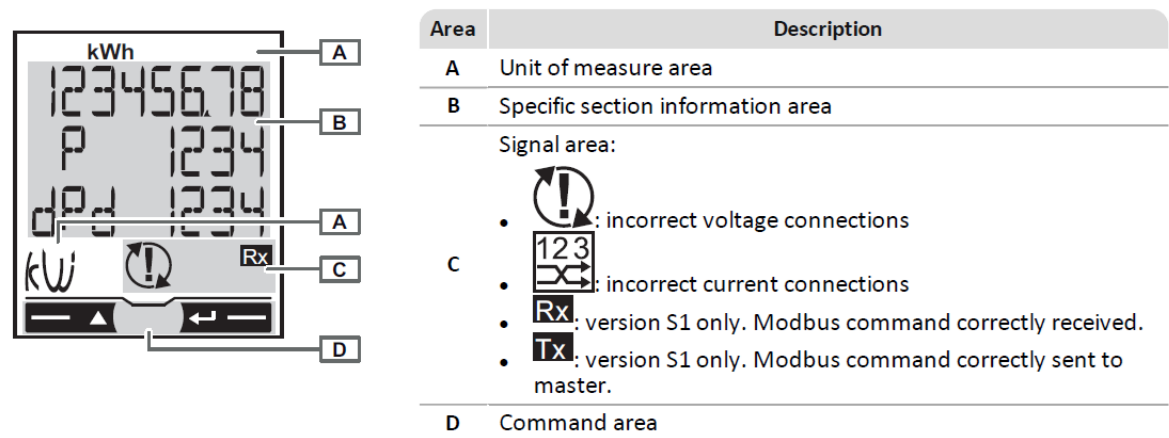 kWh
123456.78
P 1234
dPd 1234
kW
Rx
A
B
A
C
D
Area Description
A Unit of measure area
B Specific section information area
C Signal area:
• : incorrect voltage connections
• 123 : incorrect current connections
• Rx : version S1 only. Modbus command correctly received.
• Tx : version S1 only. Modbus command correctly sent to
master.
D Command area